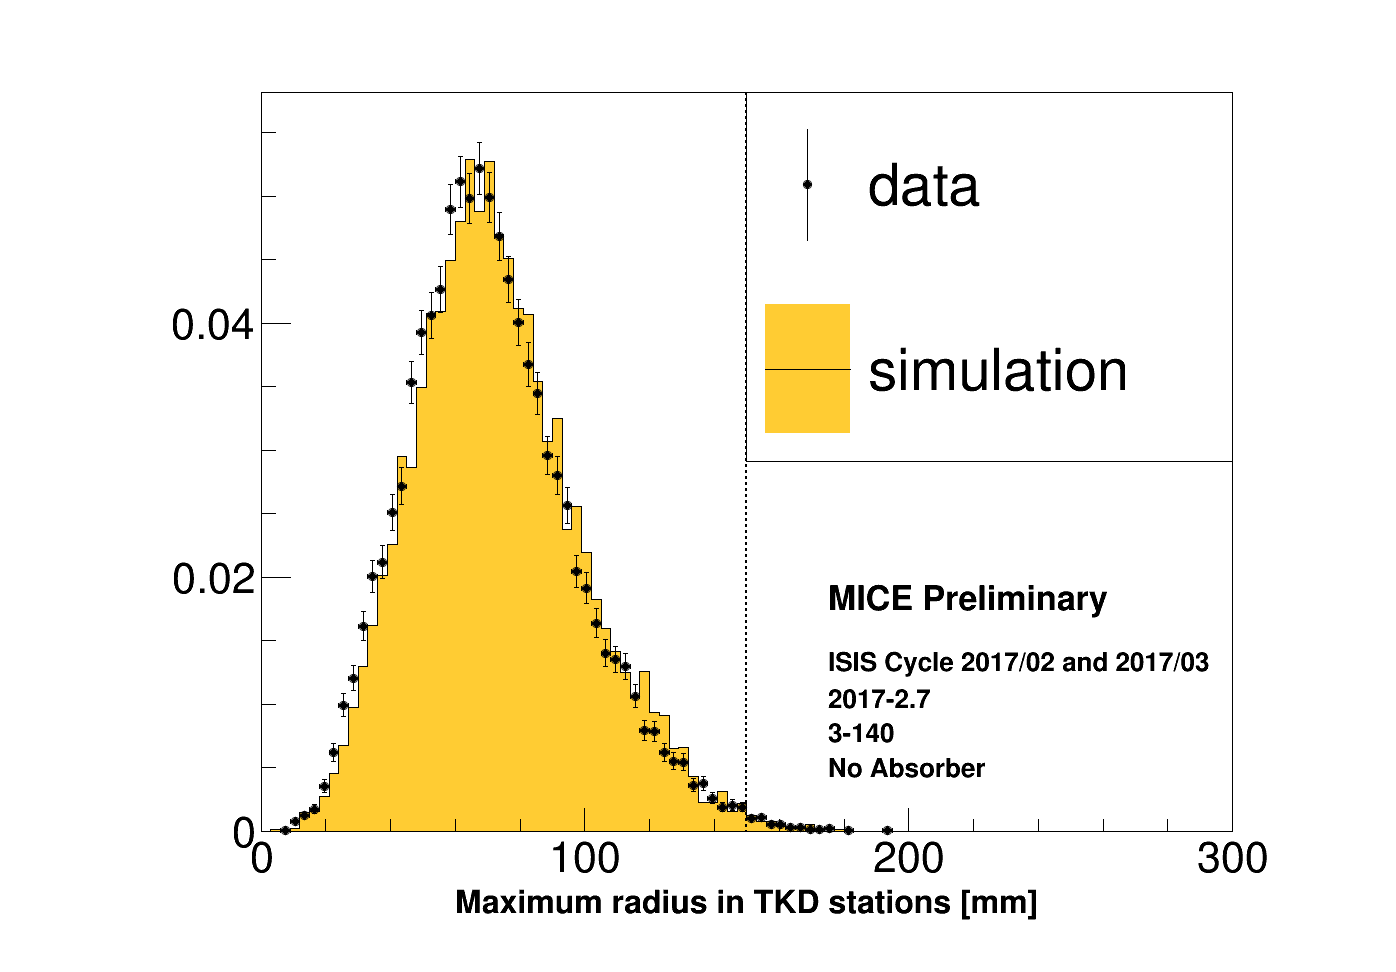 data
simulation
0.04
0.02
0
MICE Preliminary
ISIS Cycle 2017/02 and 2017/03
2017-2.7
3-140
No Absorber
0 100 200 300
Maximum radius in TKD stations [mm]